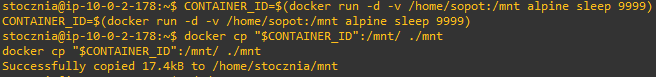 stocznia@ip-10-0-2-178:~$ CONTAINER_ID=$(docker run -d -v /home/sopot:/mnt alpine sleep 9999)
CONTAINER_ID=$(docker run -d -v /home/sopot:/mnt alpine sleep 9999)
stocznia@ip-10-0-2-178:~$ docker cp "$CONTAINER_ID":/mnt/ ./mnt
docker cp "$CONTAINER_ID":/mnt/ ./mnt
Successfully copied 17.4kB to /home/stocznia/mnt